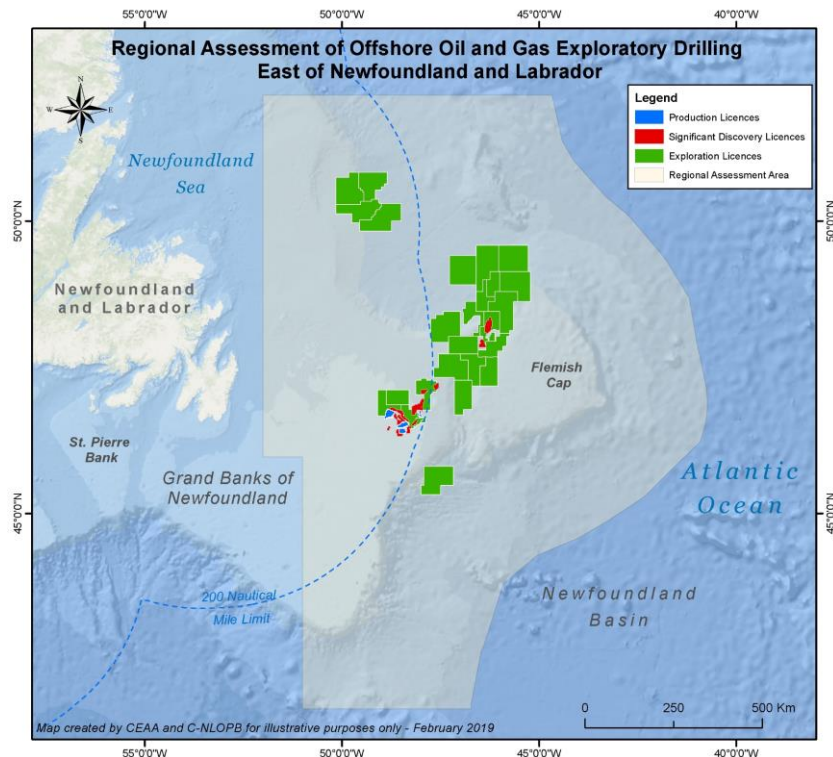 55°0'0"W 50°0'0"W 45°0'0"W 40°0'0"W
Regional Assessment of Offshore Oil and Gas Exploratory Drilling
East of Newfoundland and Labrador
N
W E
S
Legend
Production Licences
Significant Discovery Licences
Exploration Licences
Regional Assessment Area
Newfoundland
Sea
50°0'0"N
50°0'0"N
Newfoundland
and Labrador
Flemish
Cap
St. Pierre
Bank
Grand Banks of
Newfoundland
Atlantic
Ocean
45°0'0"N
45°0'0"N
200 Nautical
Mile Limit
Newfoundland
Basin
0 250 500 Km
Map created by CEAA and C-NLOPB for illustrative purposes only - February 2019
55°0'0"W 50°0'0"W 45°0'0"W 40°0'0"W